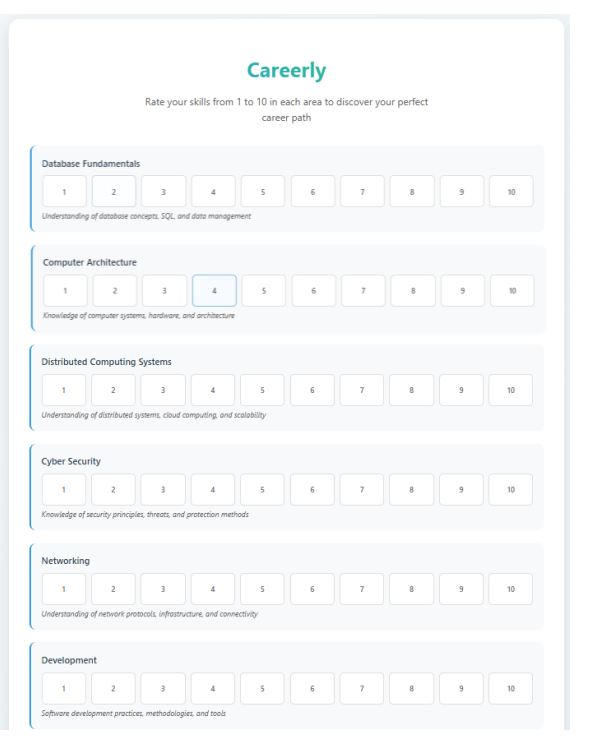 Careerly
Rate your skills from 1 to 10 in each area to discover your perfect
career path
Database Fundamentals
1 2 3 4 5 6 7 8 9 10
Understanding of database concepts, SQL, and data management
Computer Architecture
1 2 3 4 5 6 7 8 9 10
Knowledge of computer systems, hardware, and architecture
Distributed Computing Systems
1 2 3 4 5 6 7 8 9 10
Understanding of distributed systems, cloud computing, and scalability
Cyber Security
1 2 3 4 5 6 7 8 9 10
Knowledge of security principles, threats, and protection methods
Networking
1 2 3 4 5 6 7 8 9 10
Understanding of network protocols, infrastructure, and connectivity
Development
1 2 3 4 5 6 7 8 9 10
Software development practices, methodologies, and tools